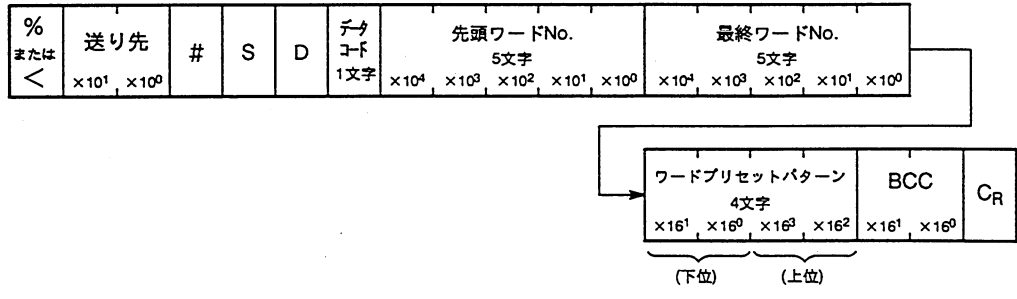 %
または
<
送り先
×10¹ ×10⁰
#
S
D
データ
コード
1文字
先頭ワードNo.
5文字
×10⁴ ×10³ ×10² ×10¹ ×10⁰
最終ワードNo.
5文字
×10⁴ ×10³ ×10² ×10¹ ×10⁰
ワードプリセットパターン
4文字
×16¹ ×16⁰ ×16³ ×16²
BCC
×16¹ ×16⁰
CR
(下位)
(上位)